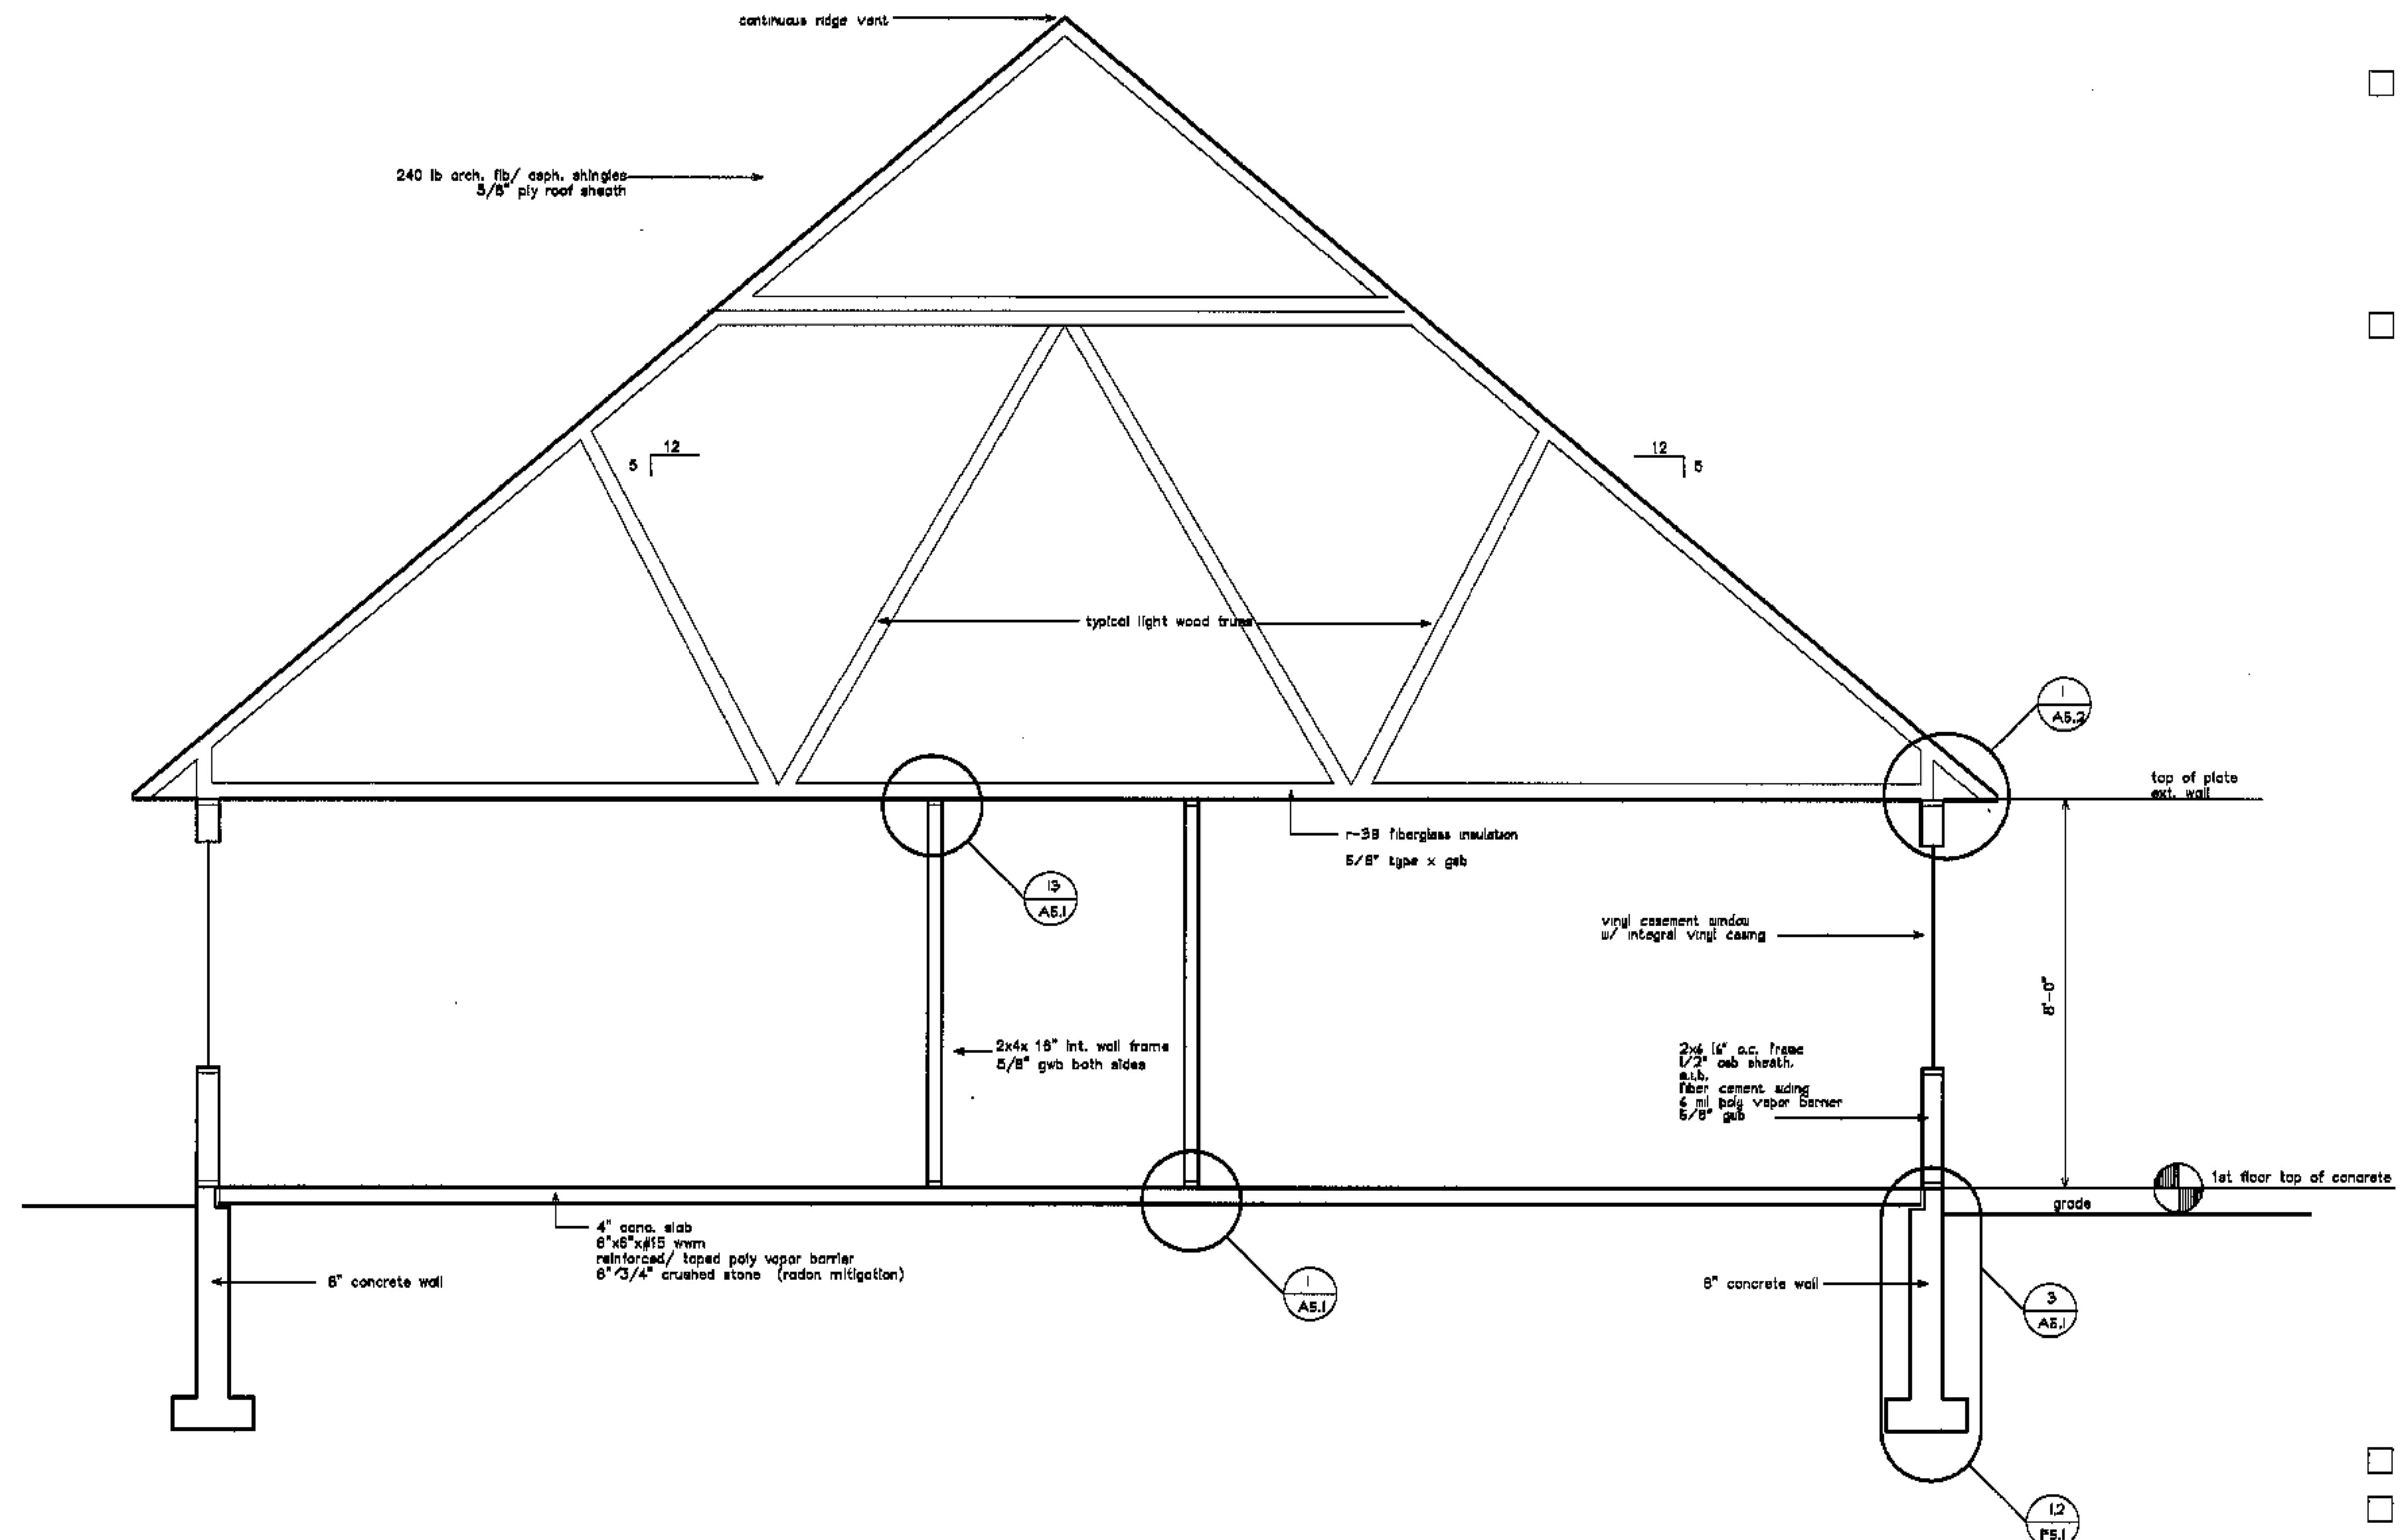 continuous ridge vent
240 lb arch. fib/ asph. shingles
5/8" ply roof sheath
12
5
12
5
typical light wood truss
1
A5.2
top of plate
ext. wall
r-38 fiberglass insulation
5/8" type x gwb
13
A5.1
vinyl casement window
w/ integral vinyl casing
8'-0"
2x4x 16" int. wall frame
5/8" gwb both sides
2x6 16" o.c. frame
1/2" osb sheath.
fiber cement siding
6 mil poly vapor barrier
5/8" gwb
1st floor top of concrete
grade
4" conc. slab
6"x6"x#15 wwm
reinforced/ taped poly vapor barrier
6"/3/4" crushed stone (radon mitigation)
8" concrete wall
1
A5.1
8" concrete wall
3
A5.1
12
F5.1